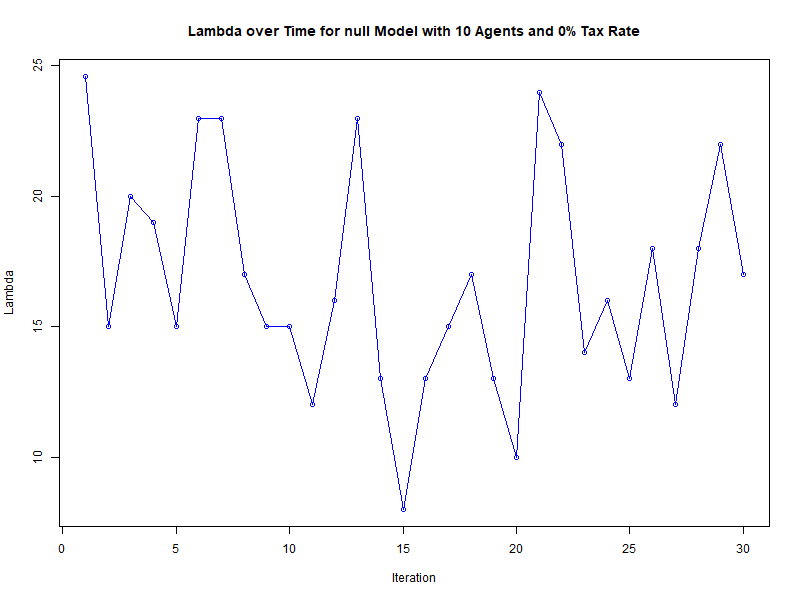 Lambda over Time for null Model with 10 Agents and 0% Tax Rate
25
20
15
10
Lambda
0 5 10 15 20 25 30
Iteration